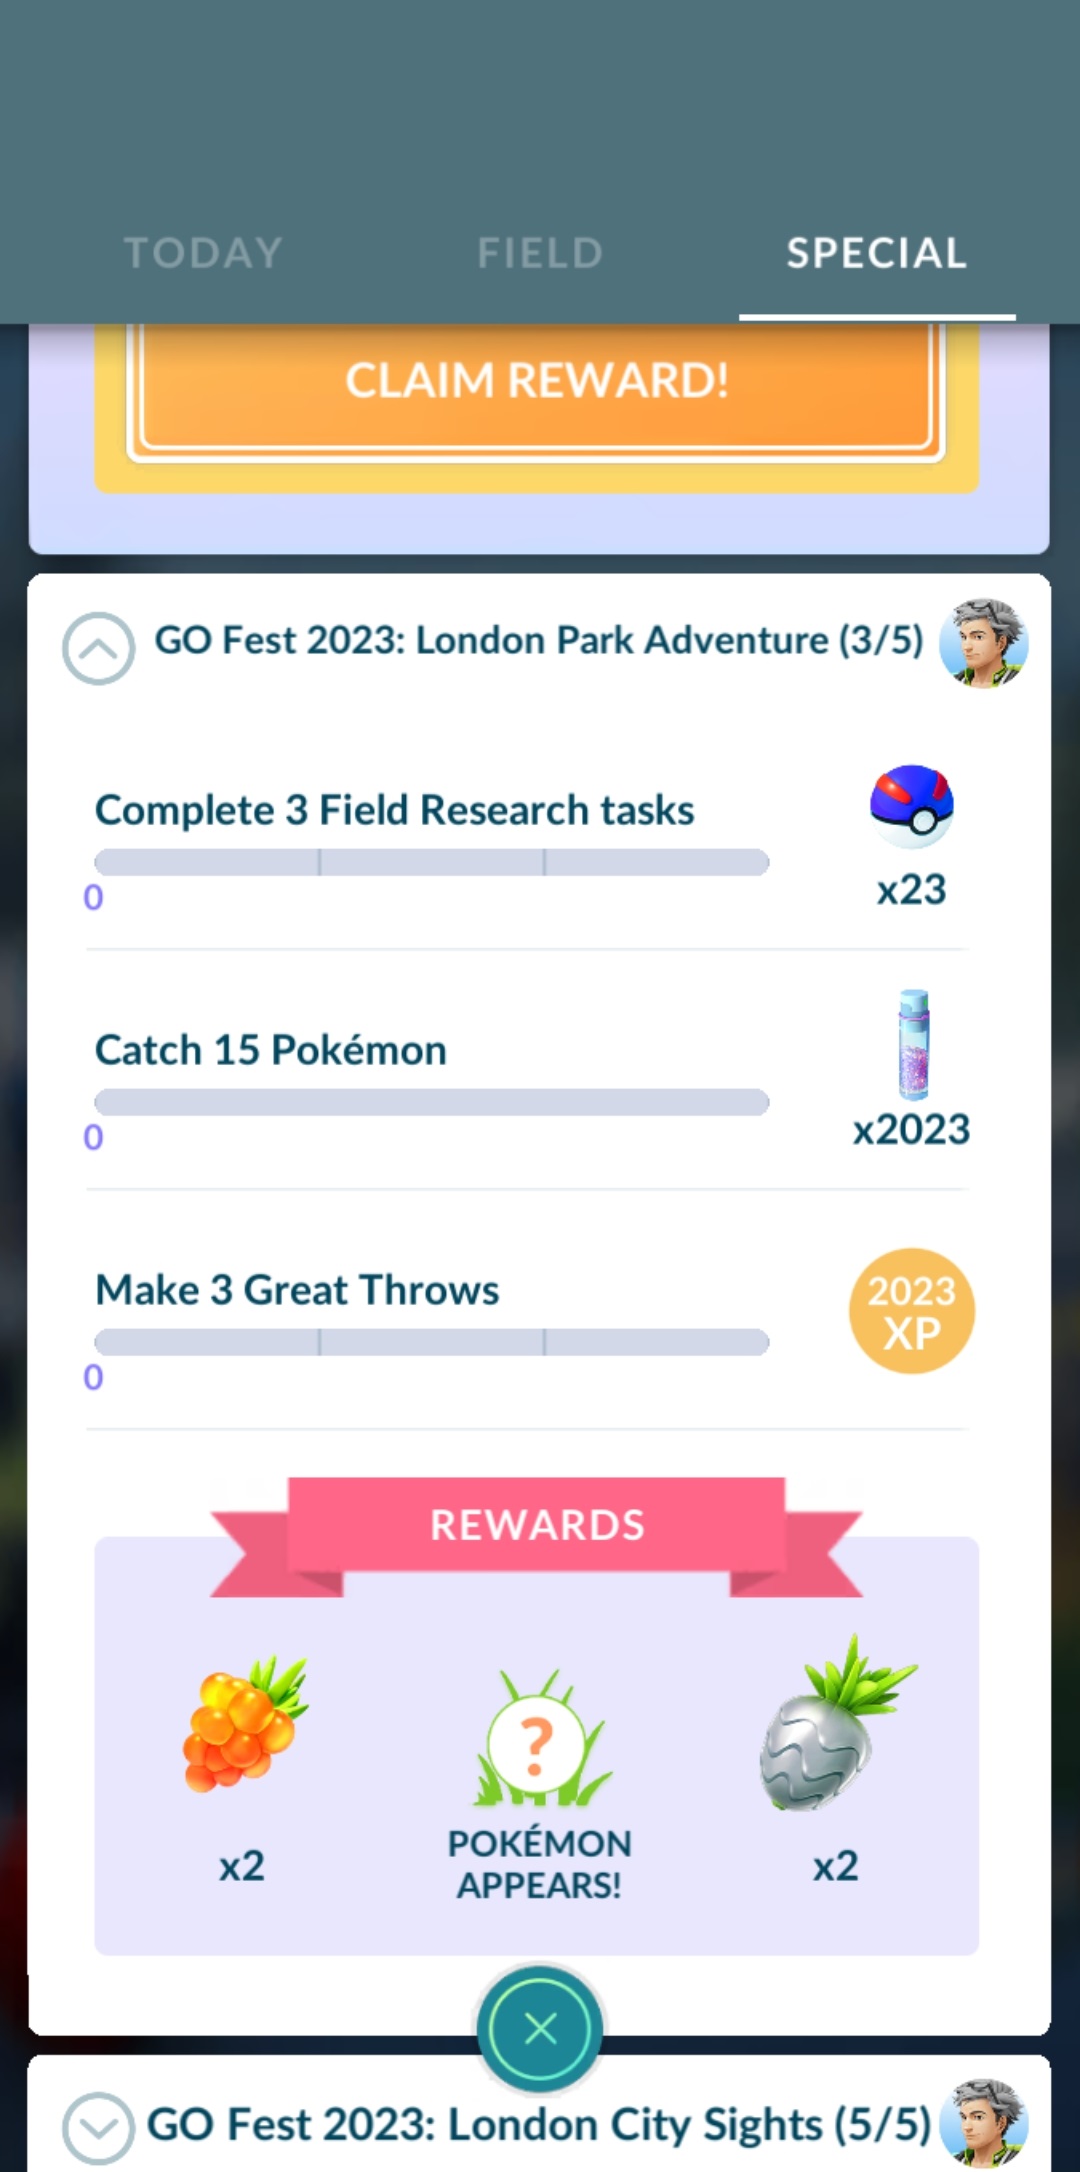 TODAY FIELD SPECIAL
CLAIM REWARD!
GO Fest 2023: London Park Adventure (3/5)
Complete 3 Field Research tasks
0
x23
Catch 15 Pokémon
0
x2023
Make 3 Great Throws
0
2023
XP
REWARDS
?
x2
POKÉMON
APPEARS!
x2
GO Fest 2023: London City Sights (5/5)